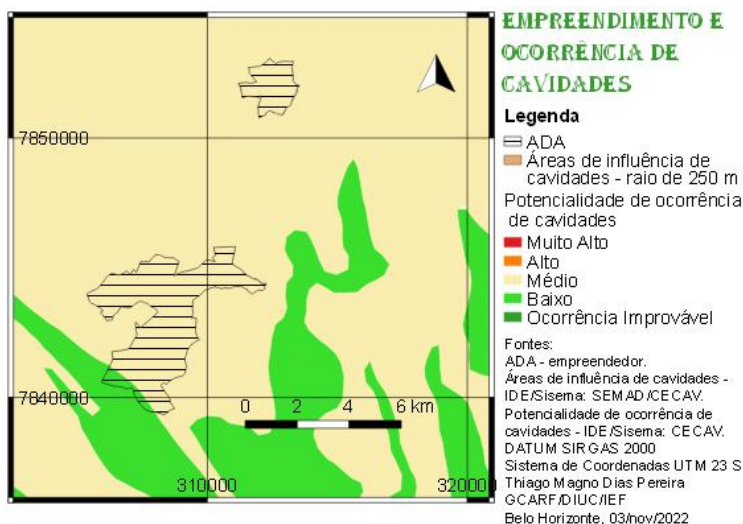 EMPREENDIMENTO E
OCORRÊNCIA DE
CAVIDADES
Legenda
ADA
Áreas de influência de
cavidades - raio de 250 m
Potencialidade de ocorrência
de cavidades
Muito Alto
Alto
Médio
Baixo
Ocorrência Improvável
Fontes:
ADA - empreendedor.
Áreas de influência de cavidades -
IDE/Sisema: SEMAD/CECAV.
Potencialidade de ocorrência de
cavidades - IDE/Sisema: CECAV.
DATUM SIRGAS 2000
Sistema de Coordenadas UTM 23 S
Thiago Magno Dias Pereira
GCARF/DIUC/IEF
Belo Horizonte, 03/nov/2022
7850000
7840000
0 2 4 6 km
310000
320000